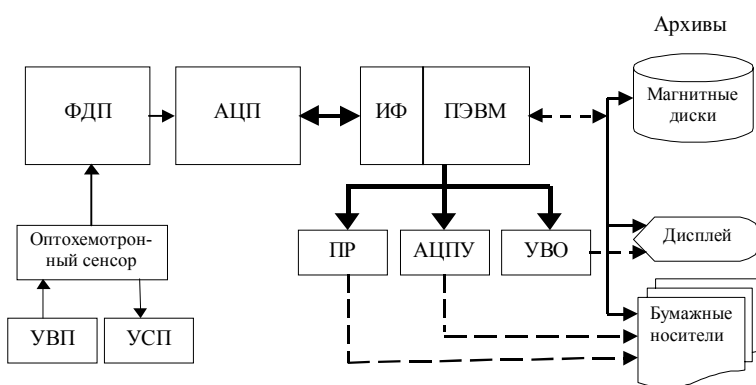 Архивы
ФДП
АЦП
ИФ
ПЭВМ
Магнитные
диски
Оптохемотрон-
ный сенсор
ПР
АЦПУ
УВО
Дисплей
УВП
УСП
Бумажные
носители